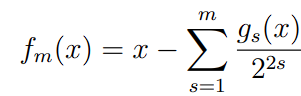 $f_m(x) = x - \sum_{s=1}^{m} \frac{g_s(x)}{2^{2s}}$